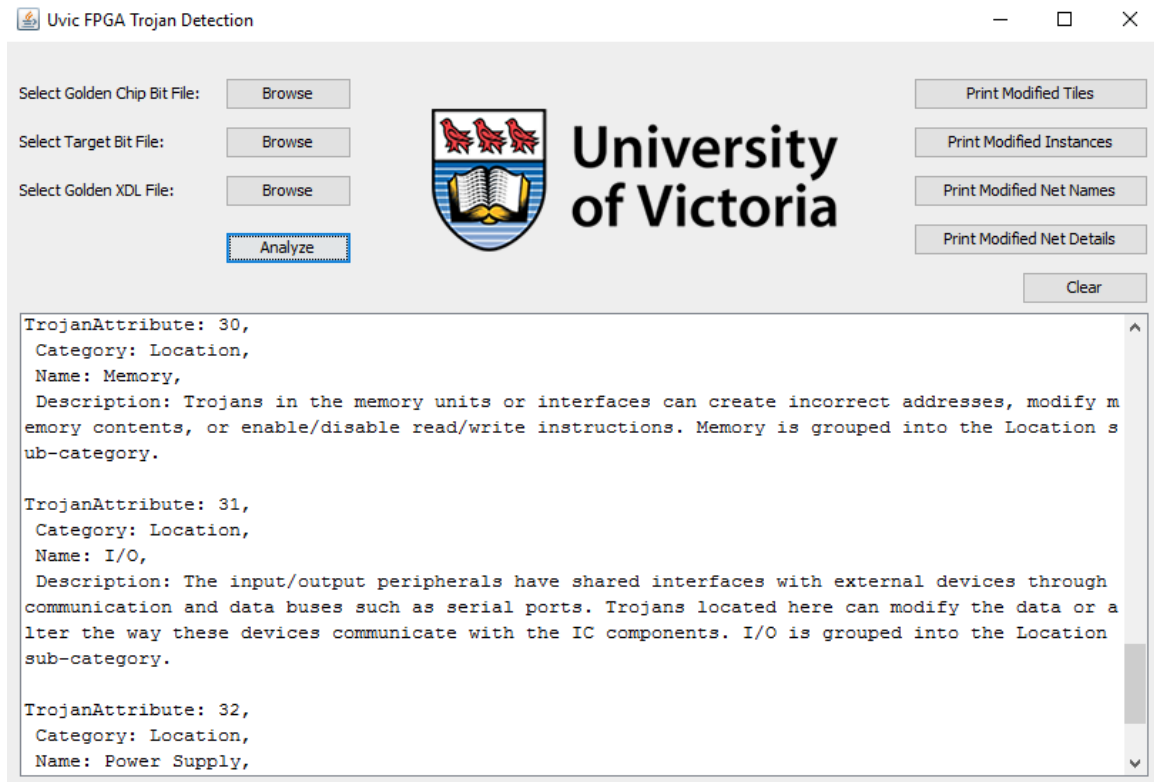 Uvic FPGA Trojan Detection
Select Golden Chip Bit File:
Browse
Select Target Bit File:
Browse
Select Golden XDL File:
Browse
Analyze
University
of Victoria
Print Modified Tiles
Print Modified Instances
Print Modified Net Names
Print Modified Net Details
Clear
TrojanAttribute: 30,
Category: Location,
Name: Memory,
Description: Trojans in the memory units or interfaces can create incorrect addresses, modify m
emory contents, or enable/disable read/write instructions. Memory is grouped into the Location s
ub-category.
TrojanAttribute: 31,
Category: Location,
Name: I/O,
Description: The input/output peripherals have shared interfaces with external devices through
communication and data buses such as serial ports. Trojans located here can modify the data or a
lter the way these devices communicate with the IC components. I/O is grouped into the Location
sub-category.
TrojanAttribute: 32,
Category: Location,
Name: Power Supply,